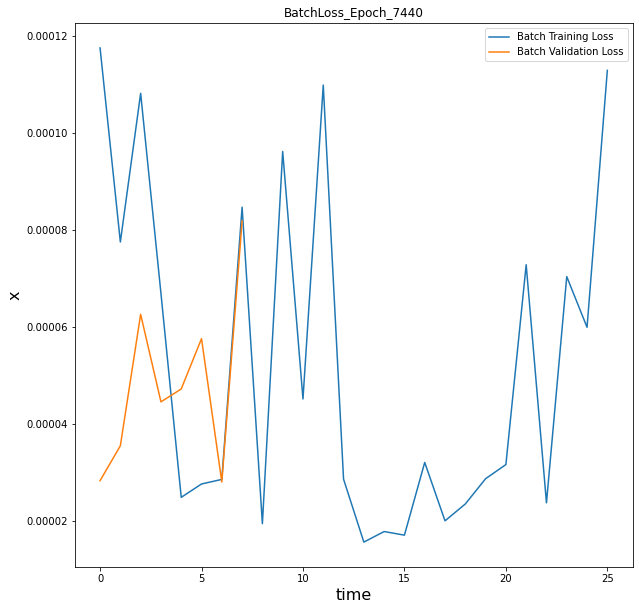 BatchLoss_Epoch_7440
Batch Training Loss
Batch Validation Loss
0.00012
0.00010
0.00008
0.00006
0.00004
0.00002
x
0 5 10 15 20 25
time